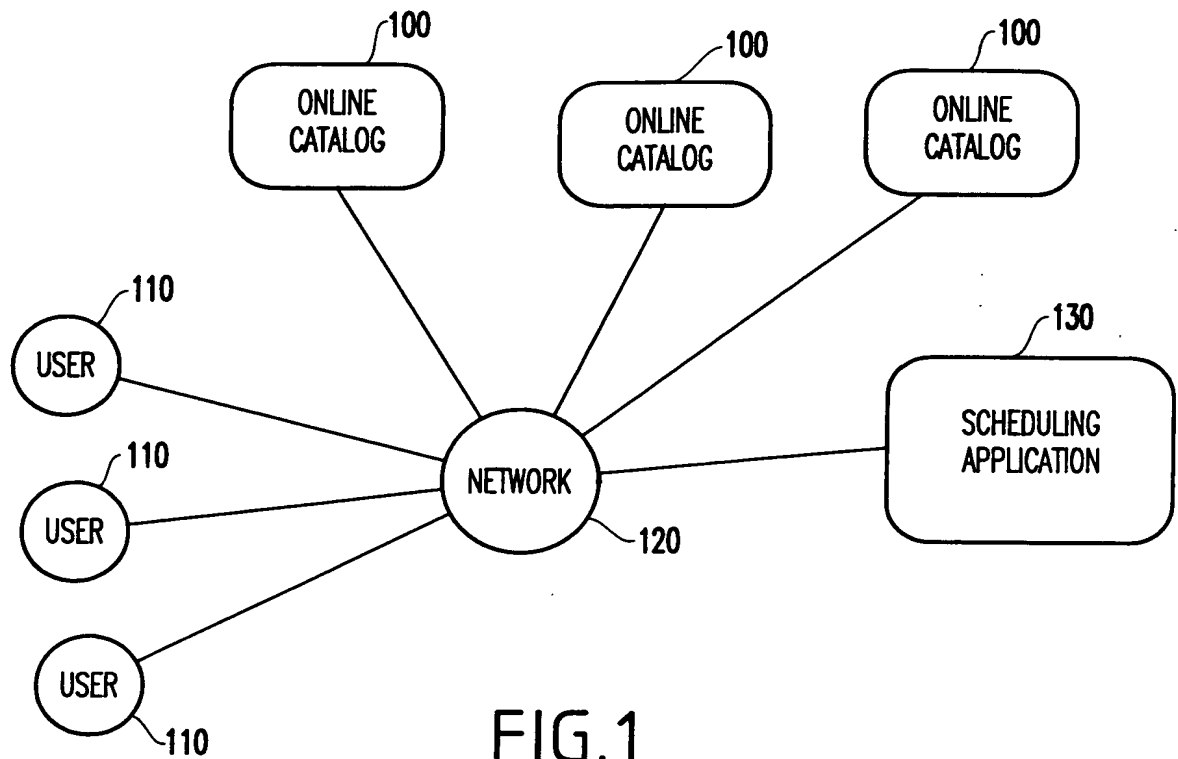 100
ONLINE
CATALOG
100
ONLINE
CATALOG
100
ONLINE
CATALOG
110
USER
110
USER
USER
110
NETWORK
120
130
SCHEDULING
APPLICATION
FIG.1